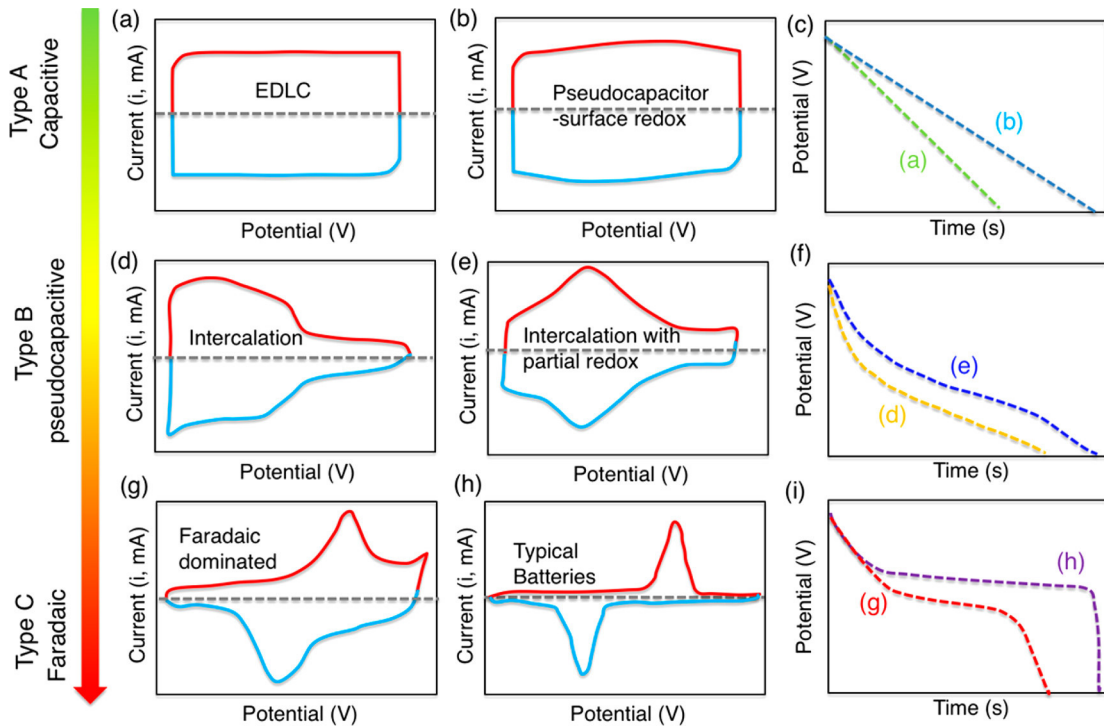 Type A
Capacitive
(a)
Current (i, mA)
EDLC
Potential (V)
(b)
Current (i, mA)
Pseudocapacitor
-surface redox
Potential (V)
(c)
Potential (V)
(a)
(b)
Time (s)
Type B
pseudocapacitive
(d)
Current (i, mA)
Intercalation
Potential (V)
(e)
Current (i, mA)
Intercalation with
partial redox
Potential (V)
(f)
Potential (V)
(e)
(d)
Time (s)
Type C
Faradaic
(g)
Current (i, mA)
Faradaic
dominated
Potential (V)
(h)
Current (i, mA)
Typical
Batteries
Potential (V)
(i)
Potential (V)
(h)
(g)
Time (s)